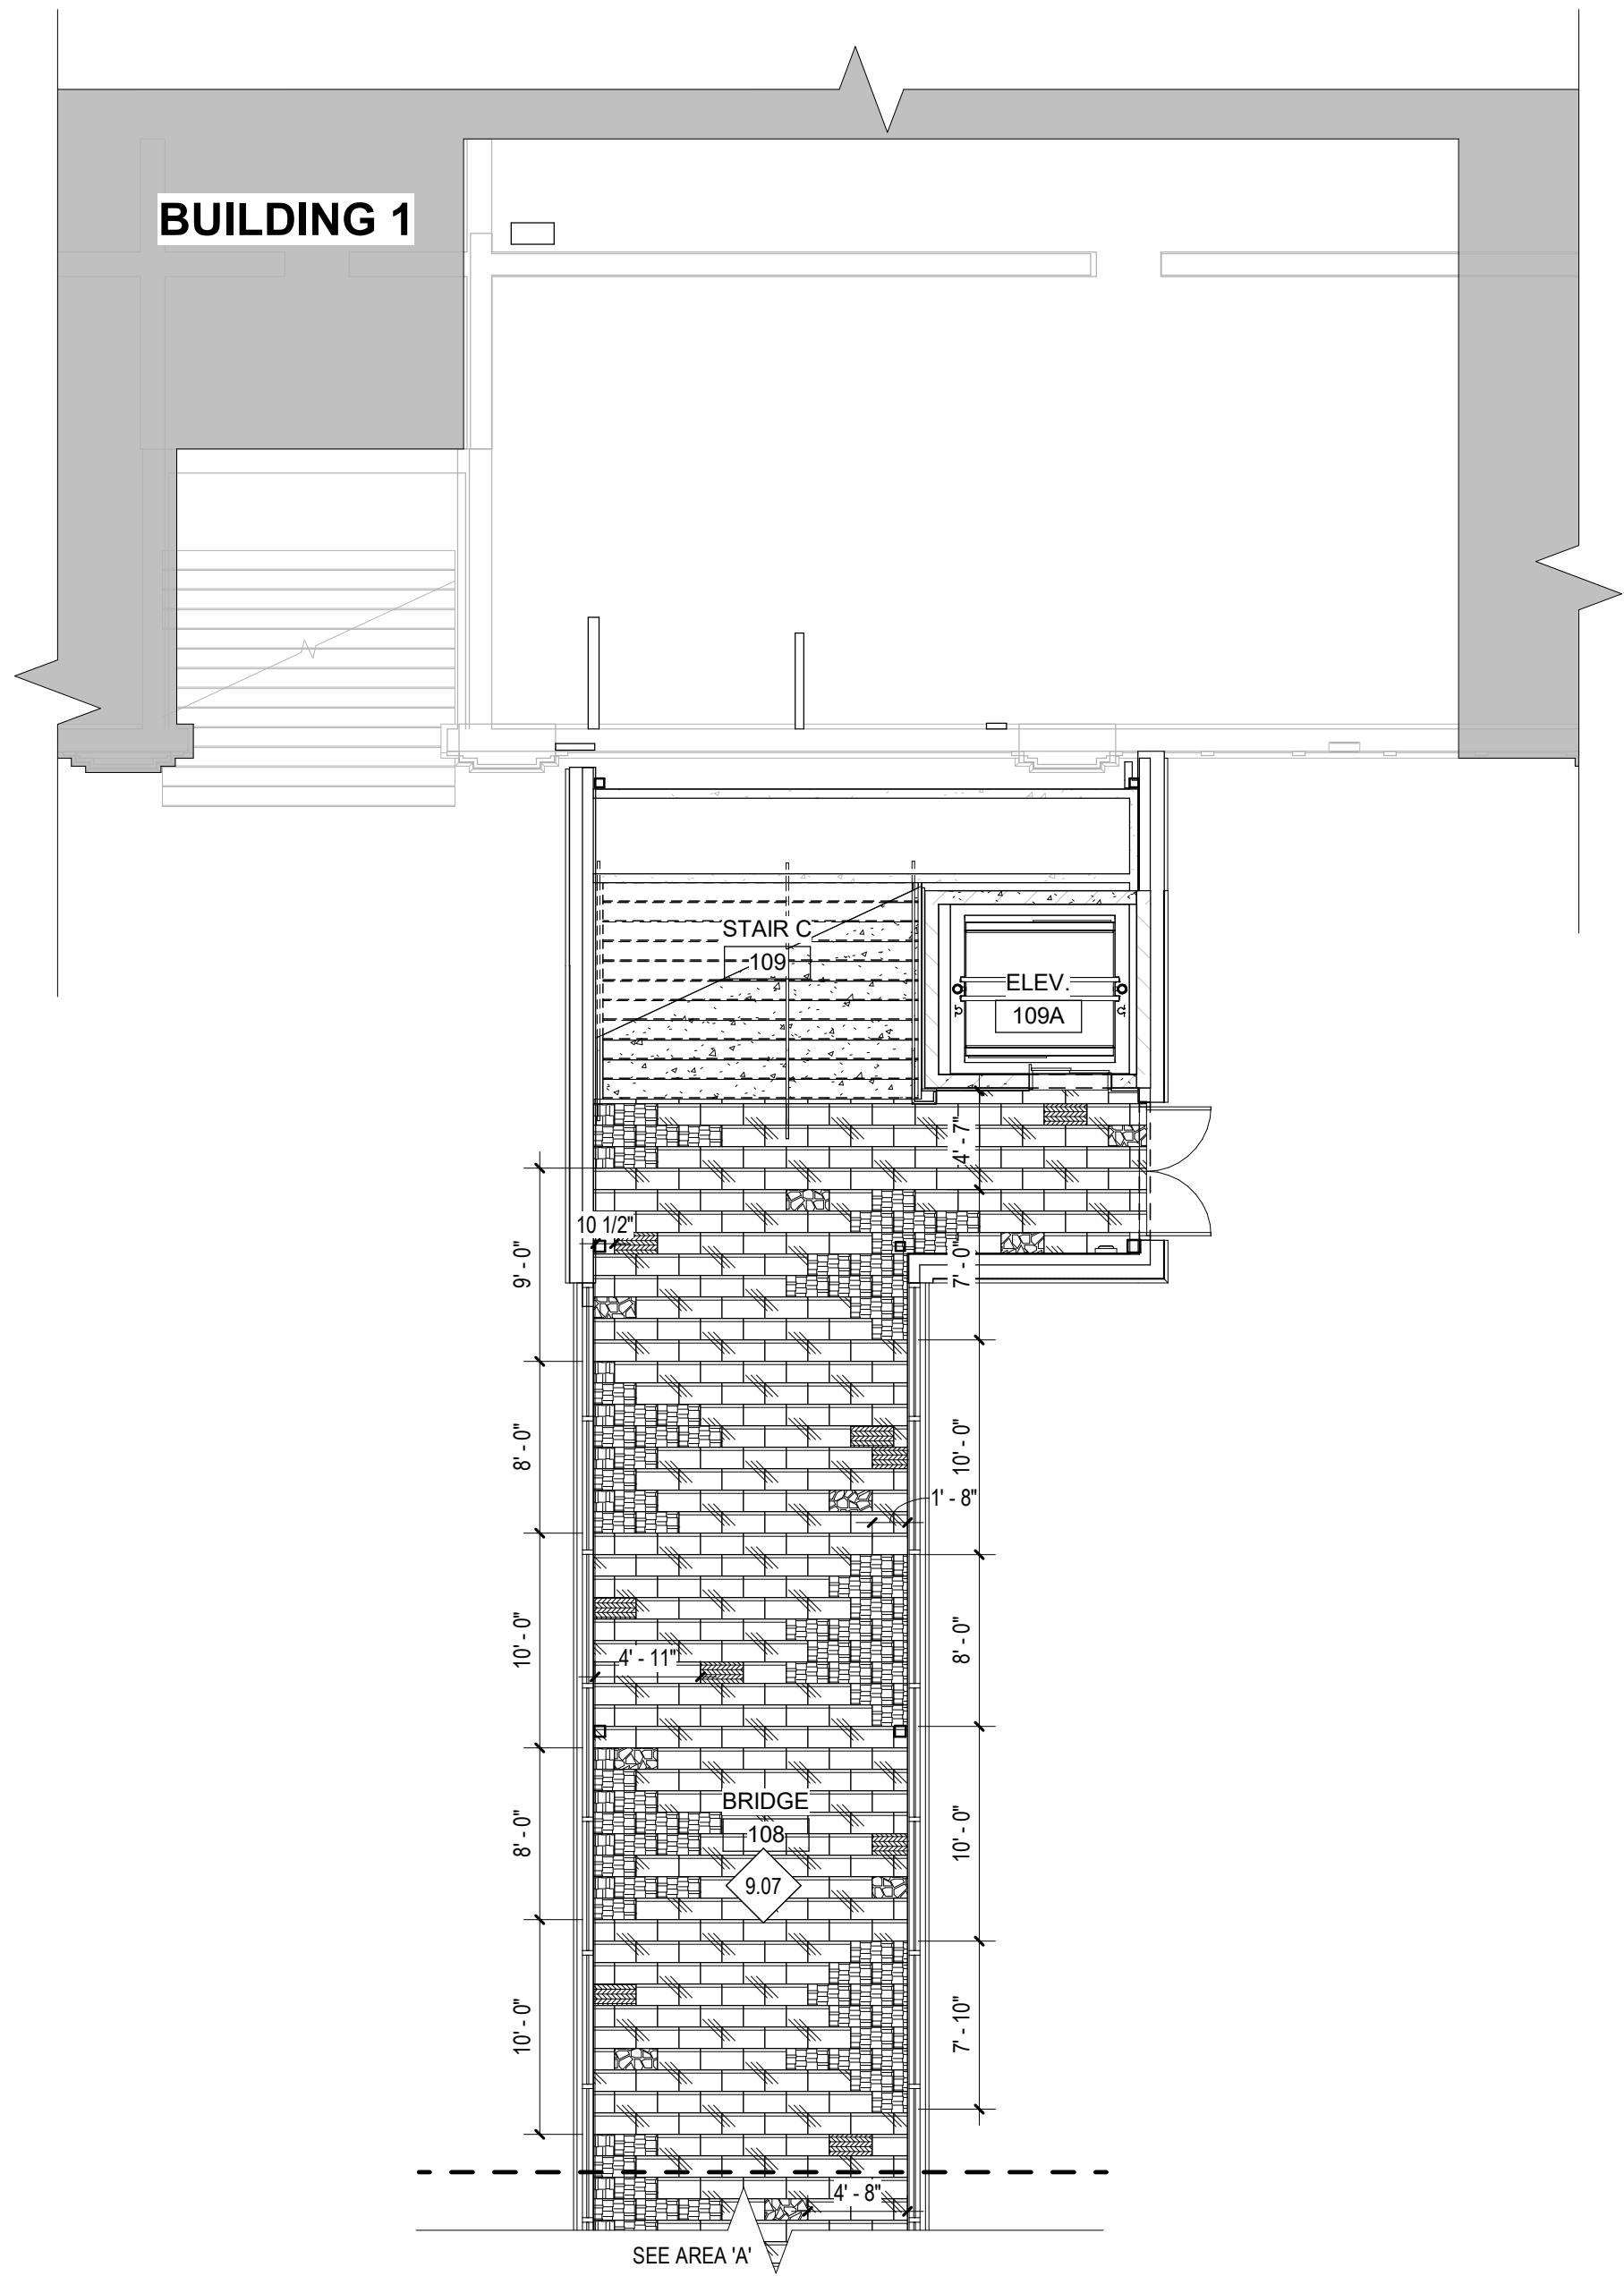 BUILDING 1
STAIR C
109
ELEV.
109A
4' - 7"
10 1/2"
9' - 0"
7' - 0"
8' - 0"
10' - 0"
1' - 8"
10' - 0"
8' - 0"
4' - 11"
BRIDGE
108
8' - 0"
10' - 0"
9.07
10' - 0"
7' - 10"
4' - 8"
SEE AREA 'A'